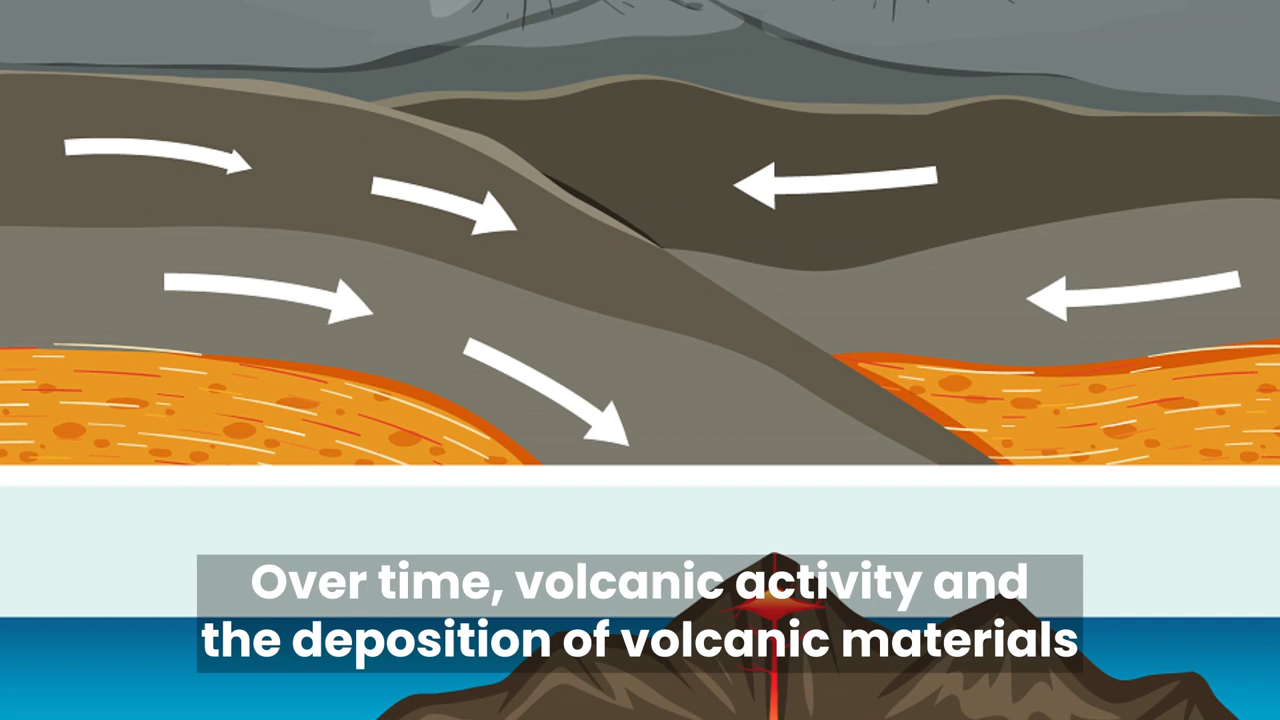 Over time, volcanic activity and
the deposition of volcanic materials